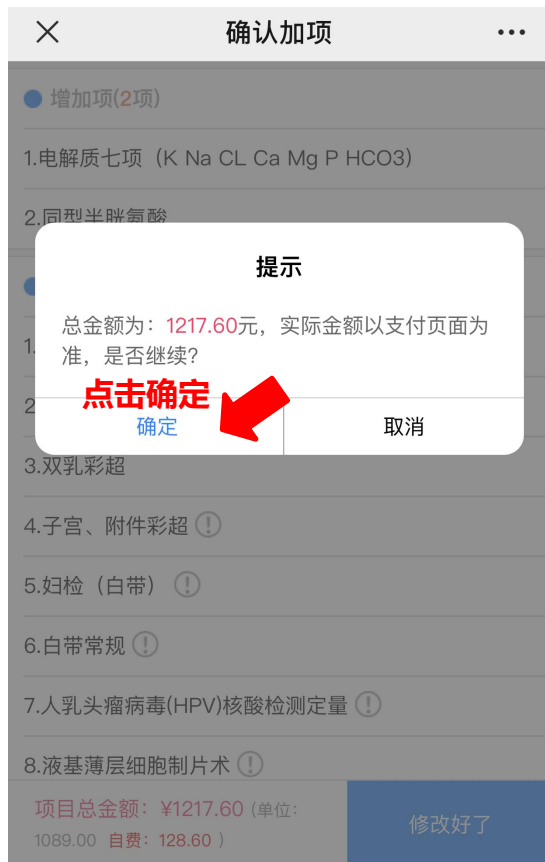 确认加项
增加项(2项)
1.电解质七项（K Na CL Ca Mg P HCO3)
2.同型半胱氨酸
提示
总金额为：1217.60元，实际金额以支付页面为
准，是否继续?
1.
点击确定
2
确定
取消
3.双乳彩超
4.子宫、附件彩超
5.妇检（白带）
6.白带常规
7.人乳头瘤病毒(HPV)核酸检测定量
8.液基薄层细胞制片术
项目总金额：¥1217.60 (单位：
1089.00 自费：128.60 )
修改好了